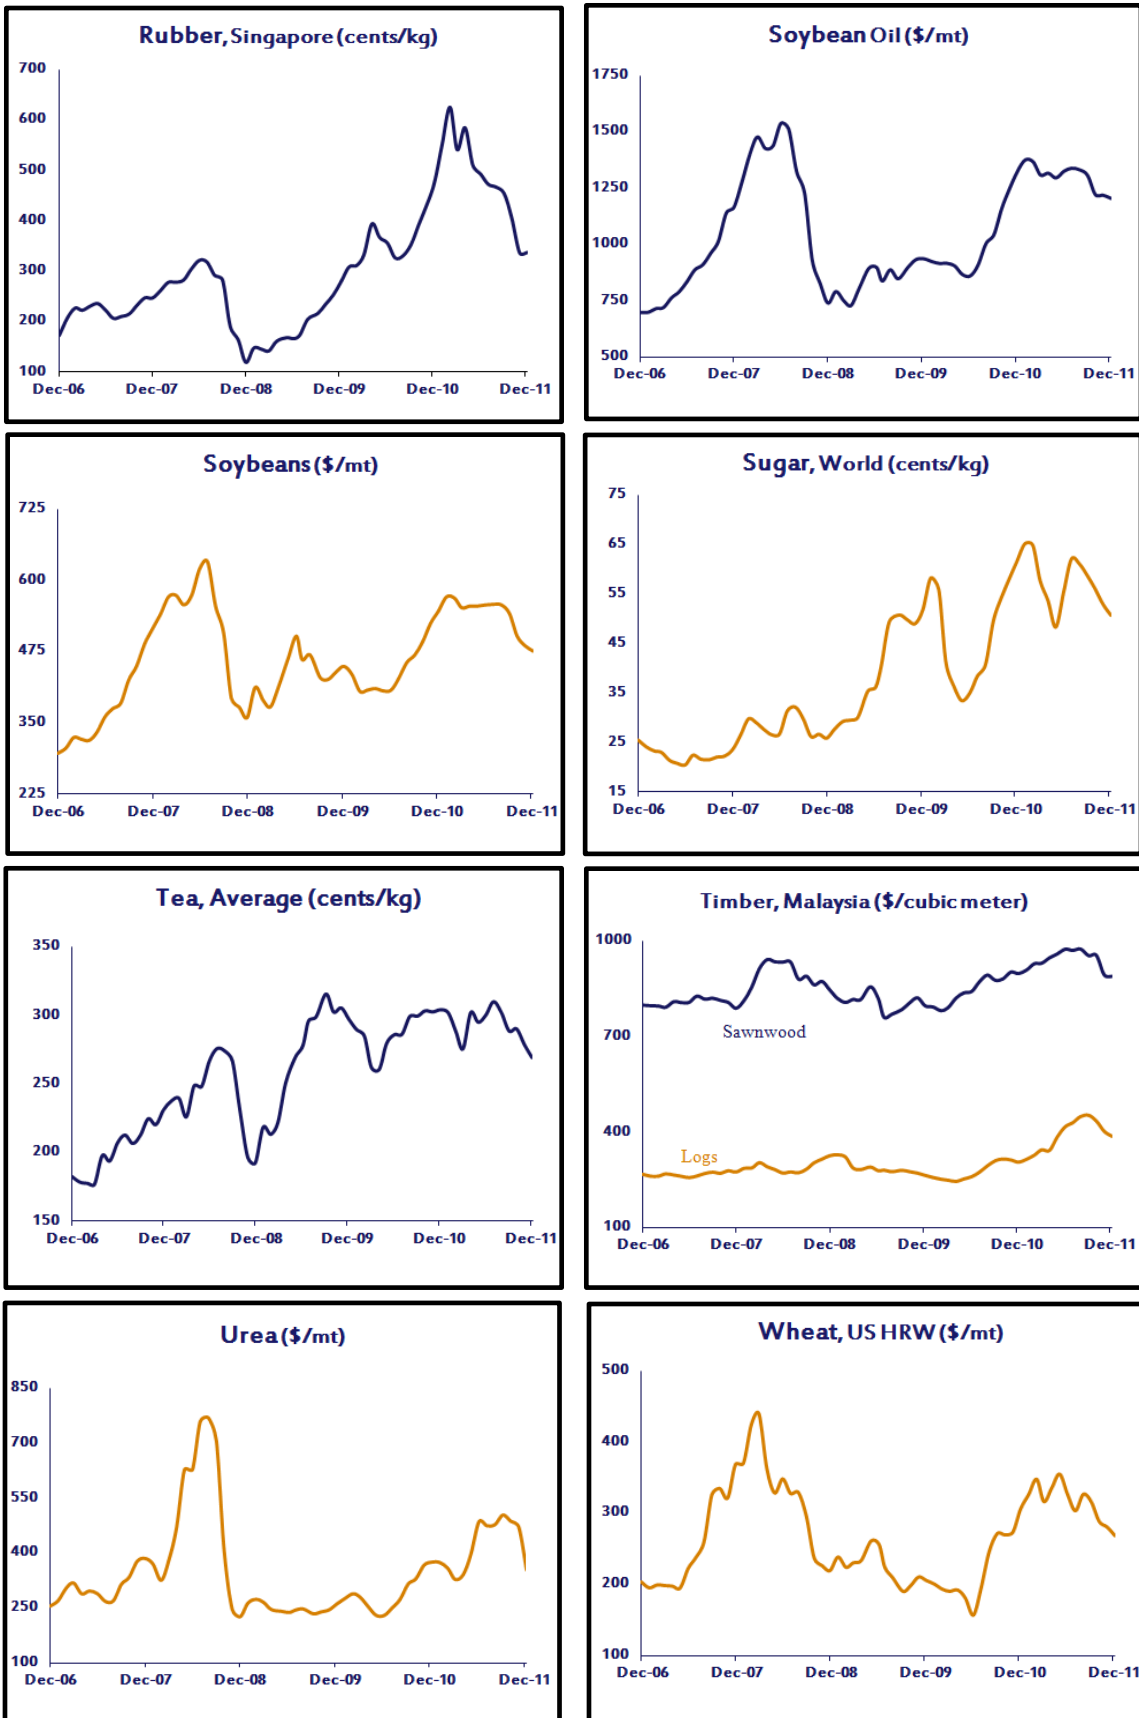 Rubber, Singapore (cents/kg)
700
600
500
400
300
200
100
Dec-06 Dec-07 Dec-08 Dec-09 Dec-10 Dec-11
Soybean Oil ($/mt)
1750
1500
1250
1000
750
500
Dec-06 Dec-07 Dec-08 Dec-09 Dec-10 Dec-11
Soybeans ($/mt)
725
600
475
350
225
Dec-06 Dec-07 Dec-08 Dec-09 Dec-10 Dec-11
Sugar, World (cents/kg)
75
65
55
45
35
25
15
Dec-06 Dec-07 Dec-08 Dec-09 Dec-10 Dec-11
Tea, Average (cents/kg)
350
300
250
200
150
Dec-06 Dec-07 Dec-08 Dec-09 Dec-10 Dec-11
Timber, Malaysia ($/cubic meter)
1000
Sawnwood
700
400
Logs
100
Dec-06 Dec-07 Dec-08 Dec-09 Dec-10 Dec-11
Urea ($/mt)
850
700
550
400
250
100
Dec-06 Dec-07 Dec-08 Dec-09 Dec-10 Dec-11
Wheat, US HRW ($/mt)
500
400
300
200
100
Dec-06 Dec-07 Dec-08 Dec-09 Dec-10 Dec-11